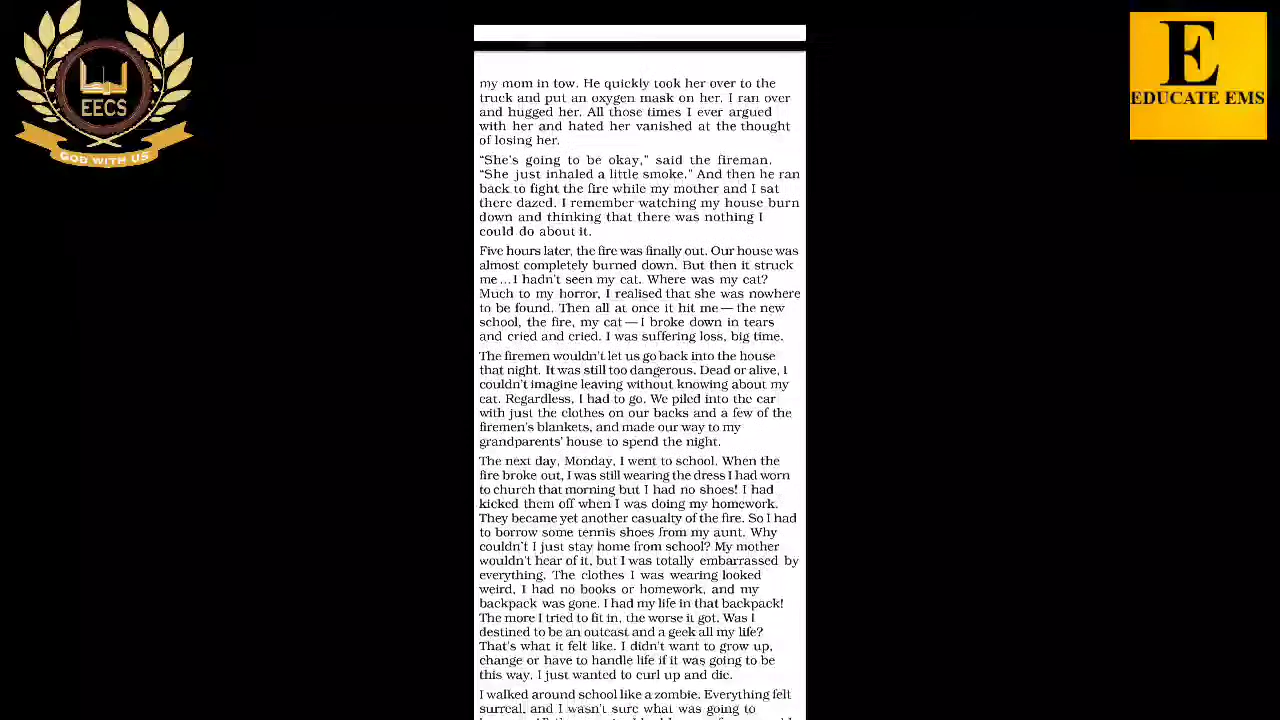 EECS
GOD WITH US
E
EDUCATE EMS
my mom in tow. He quickly took her over to the
truck and put an oxygen mask on her. I ran over
and hugged her. All those times I ever argued
with her and hated her vanished at the thought
of losing her.
“She's going to be okay,” said the fireman.
“She just inhaled a little smoke.” And then he ran
back to fight the fire while my mother and I sat
there dazed. I remember watching my house burn
down and thinking that there was nothing I
could do about it.
Five hours later, the fire was finally out. Our house was
almost completely burned down. But then it struck
me ... I hadn't seen my cat. Where was my cat?
Much to my horror, I realised that she was nowhere
to be found. Then all at once it hit me — the new
school, the fire, my cat — I broke down in tears
and cried and cried. I was suffering loss, big time.
The firemen wouldn't let us go back into the house
that night. It was still too dangerous. Dead or alive, I
couldn't imagine leaving without knowing about my
cat. Regardless, I had to go. We piled into the car
with just the clothes on our backs and a few of the
firemen's blankets, and made our way to my
grandparents' house to spend the night.
The next day, Monday, I went to school. When the
fire broke out, I was still wearing the dress I had worn
to church that morning but I had no shoes! I had
kicked them off when I was doing my homework.
They became yet another casualty of the fire. So I had
to borrow some tennis shoes from my aunt. Why
couldn't I just stay home from school? My mother
wouldn't hear of it, but I was totally embarrassed by
everything. The clothes I was wearing looked
weird, I had no books or homework, and my
backpack was gone. I had my life in that backpack!
The more I tried to fit in, the worse it got. Was I
destined to be an outcast and a geek all my life?
That's what it felt like. I didn't want to grow up,
change or have to handle life if it was going to be
this way. I just wanted to curl up and die.
I walked around school like a zombie. Everything felt
surreal, and I wasn't sure what was going to